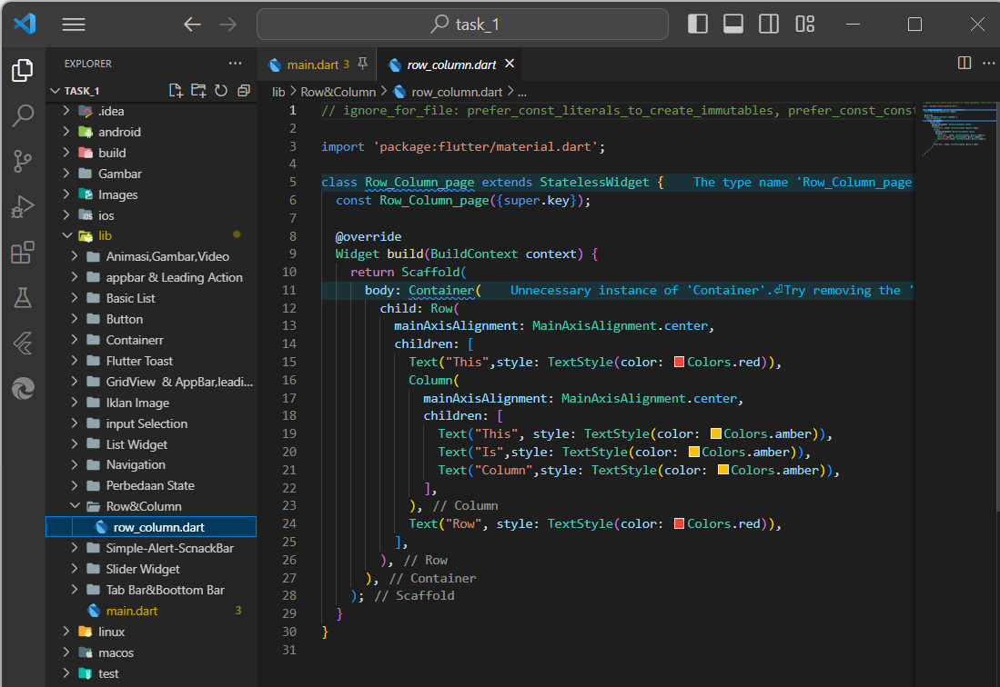 task_1
EXPLORER
main.dart 3
row_column.dart
TASK_1
lib > Row&Column > row_column.dart > ...
.idea
android
build
Gambar
Images
ios
lib
Animasi,Gambar,Video
appbar & Leading Action
Basic List
Button
Containerr
Flutter Toast
GridView & AppBar,leadi...
Iklan Image
input Selection
List Widget
Navigation
Perbedaan State
Row&Column
row_column.dart
Simple-Alert-ScnackBar
Slider Widget
Tab Bar&Boottom Bar
main.dart 3
linux
macos
test
1 // ignore_for_file: prefer_const_literals_to_create_immutables, prefer_const_const
2
3 import 'package:flutter/material.dart';
4
5 class Row_Column_page extends StatelessWidget { The type name 'Row_Column_page
6 const Row_Column_page({super.key});
7
8 @override
9 Widget build(BuildContext context) {
10 return Scaffold(
11 body: Container( Unnecessary instance of 'Container'.⏎Try removing the '
12 child: Row(
13 mainAxisAlignment: MainAxisAlignment.center,
14 children: [
15 Text("This",style: TextStyle(color: Colors.red)),
16 Column(
17 mainAxisAlignment: MainAxisAlignment.center,
18 children: [
19 Text("This", style: TextStyle(color: Colors.amber)),
20 Text("Is",style: TextStyle(color: Colors.amber)),
21 Text("Column",style: TextStyle(color: Colors.amber)),
22 ],
23 ), // Column
24 Text("Row", style: TextStyle(color: Colors.red)),
25 ],
26 ), // Row
27 ), // Container
28 ); // Scaffold
29 }
30 }
31